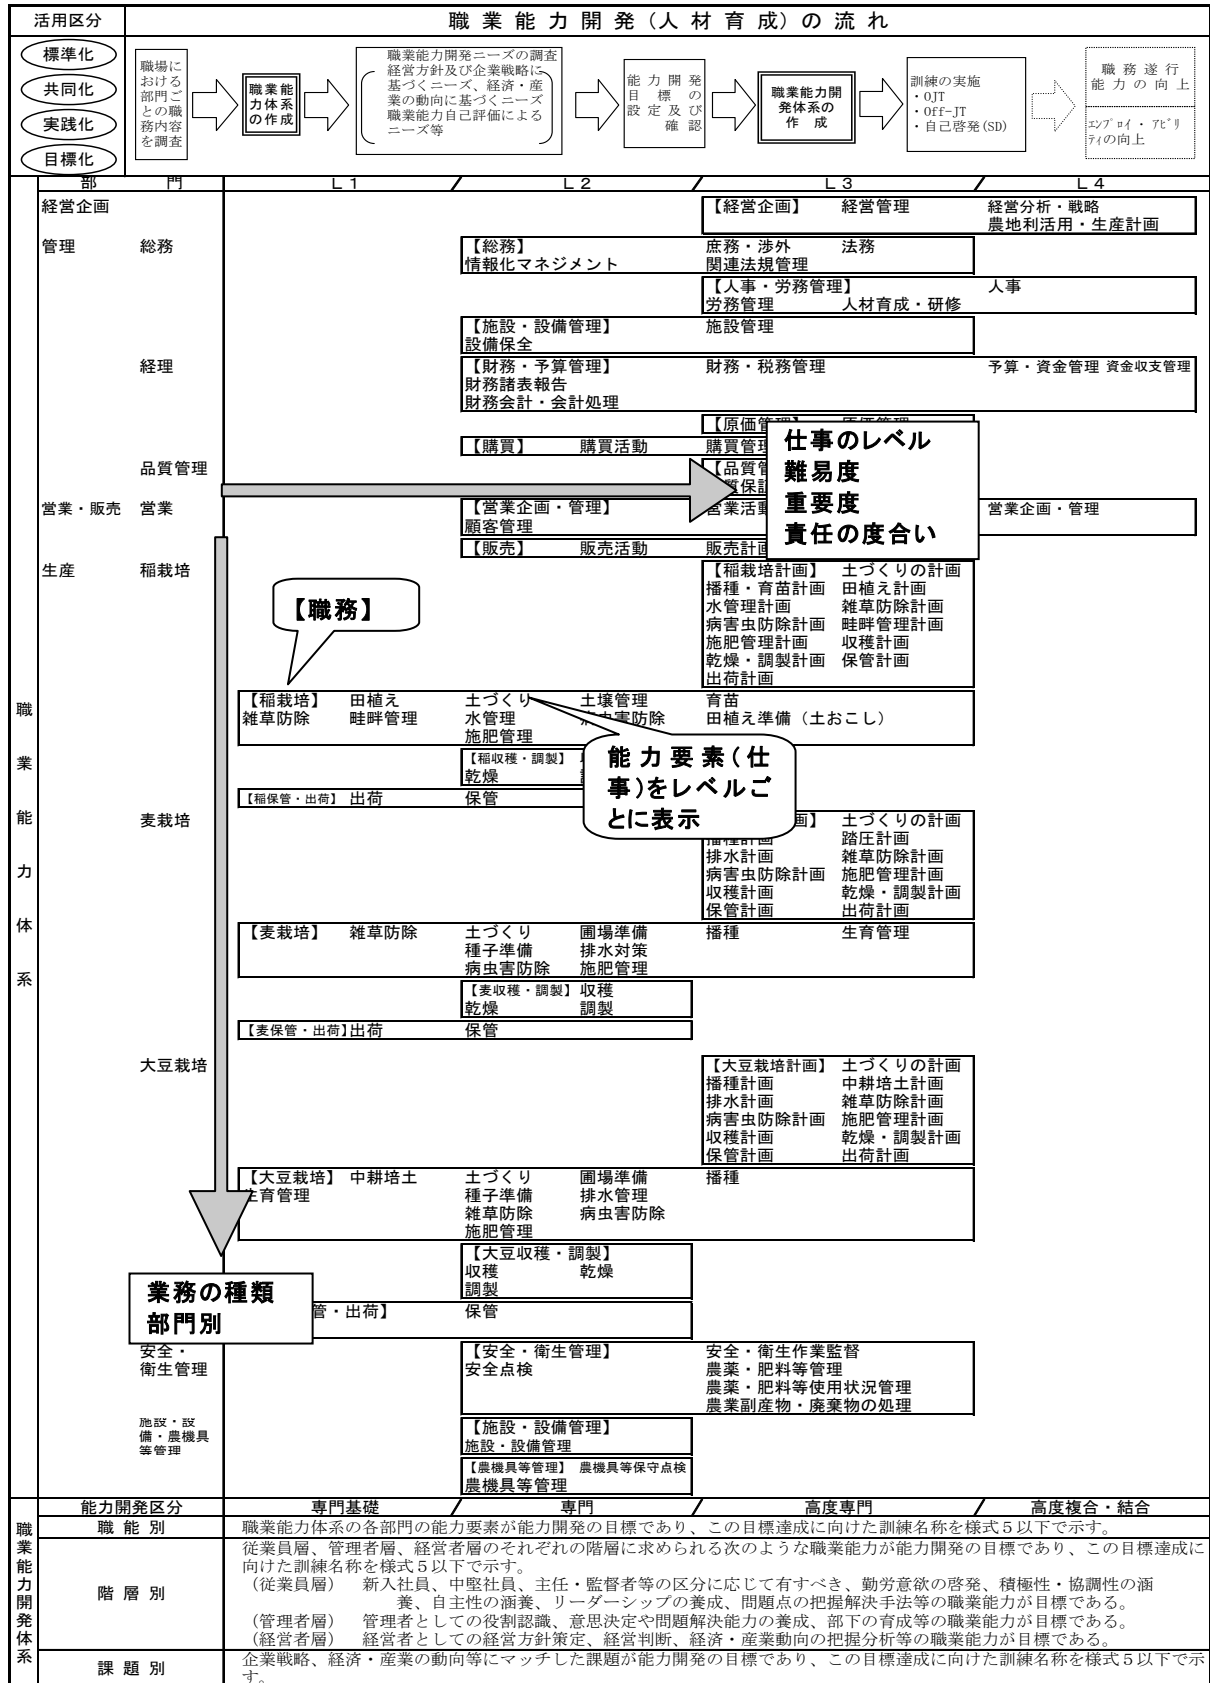 活用区分
職業能力開発(人材育成)の流れ
標準化
共同化
実践化
目標化
職場に
おける
部門ご
との職
務内容
を調査
職業能
力体系
の作成
職業能力開発ニーズの調査
経営方針及び企業戦略に
基づくニーズ、経済・産
業の動向に基づくニーズ
職業能力自己評価による
ニーズ等
能力開発
目標の
設定及び
確認
職業能力開
発体系の
作成
訓練の実施
・OJT
・Off-JT
・自己啓発(SD)
職務遂行
能力の向上
エンプロイ・アビリ
ティの向上
部門 L1 L2 L3 L4
職業能力体系
経営企画
【経営企画】 経営管理 経営分析・戦略
農地利活用・生産計画
管理 総務
【総務】 庶務・渉外 法務
情報化マネジメント 関連法規管理
【人事・労務管理】 人事
労務管理 人材育成・研修
【施設・設備管理】 施設管理
設備保全
経理
【財務・予算管理】 財務・税務管理 予算・資金管理 資金収支管理
財務諸表報告
財務会計・会計処理
【原価
【購買】 購買活動 購買管
品質管理
【品質
仕事のレベル
難易度
重要度
責任の度合い
営業・販売 営業
【営業企画・管理】 営業活 営業企画・管理
顧客管理
【販売】 販売活動 販売計
生産 稲栽培
【稲栽培計画】 土づくりの計画
播種・育苗計画 田植え計画
水管理計画 雑草防除計画
病害虫防除計画 畦畔管理計画
施肥管理計画 収穫計画
乾燥・調製計画 保管計画
出荷計画
【職務】
【稲栽培】 田植え 土づくり 土壌管理 育苗
雑草防除 畦畔管理 水管理 害防除 田植え準備(土おこし)
施肥管理
【稲収穫・調製】
乾燥
【稲保管・出荷】 出荷 保管
能力要素(仕
事)をレベルご
とに表示
麦栽培
画】 土づくりの計画
播種計画 踏圧計画
排水計画 雑草防除計画
病害虫防除計画 施肥管理計画
収穫計画 乾燥・調製計画
保管計画 出荷計画
【麦栽培】 雑草防除 土づくり 圃場準備 播種 生育管理
種子準備 排水対策
病虫害防除 施肥管理
【麦収穫・調製】 収穫
乾燥 調製
【麦保管・出荷】 出荷 保管
大豆栽培
【大豆栽培計画】 土づくりの計画
播種計画 中耕培土計画
排水計画 雑草防除計画
病害虫防除計画 施肥管理計画
収穫計画 乾燥・調製計画
保管計画 出荷計画
【大豆栽培】 中耕培土 土づくり 圃場準備 播種
生育管理 種子準備 排水管理
雑草防除 病虫害防除
施肥管理
【大豆収穫・調製】
収穫 乾燥
調製
管・出荷】 保管
業務の種類
部門別
安全・
衛生管理
【安全・衛生管理】 安全・衛生作業監督
安全点検 農薬・肥料等管理
農薬・肥料等使用状況管理
農業副産物・廃棄物の処理
施設・設
備・農機具
等管理
【施設・設備管理】
施設・設備管理
【農機具等管理】 農機具等保守点検
農機具等管理
職業能力開発体系
能力開発区分 専門基礎 専門 高度専門 高度複合・結合
職能別 職業能力体系の各部門の能力要素が能力開発の目標であり、この目標達成に向けた訓練名称を様式5以下で示す。
階層別
従業員層、管理者層、経営者層のそれぞれの階層に求められる次のような職業能力が能力開発の目標であり、この目標達成に
向けた訓練名称を様式5以下で示す。
(従業員層) 新入社員、中堅社員、主任・監督者等の区分に応じて有すべき、勤労意欲の啓発、積極性・協調性の涵
養、自主性の涵養、リーダーシップの養成、問題点の把握解決手法等の職業能力が目標である。
(管理者層) 管理者としての役割認識、意思決定や問題解決能力の養成、部下の育成等の職業能力が目標である。
(経営者層) 経営者としての経営方針策定、経営判断、経済・産業動向の把握分析等の職業能力が目標である。
課題別
企業戦略、経済・産業の動向等にマッチした課題が能力開発の目標であり、この目標達成に向けた訓練名称を様式5以下で示
す。